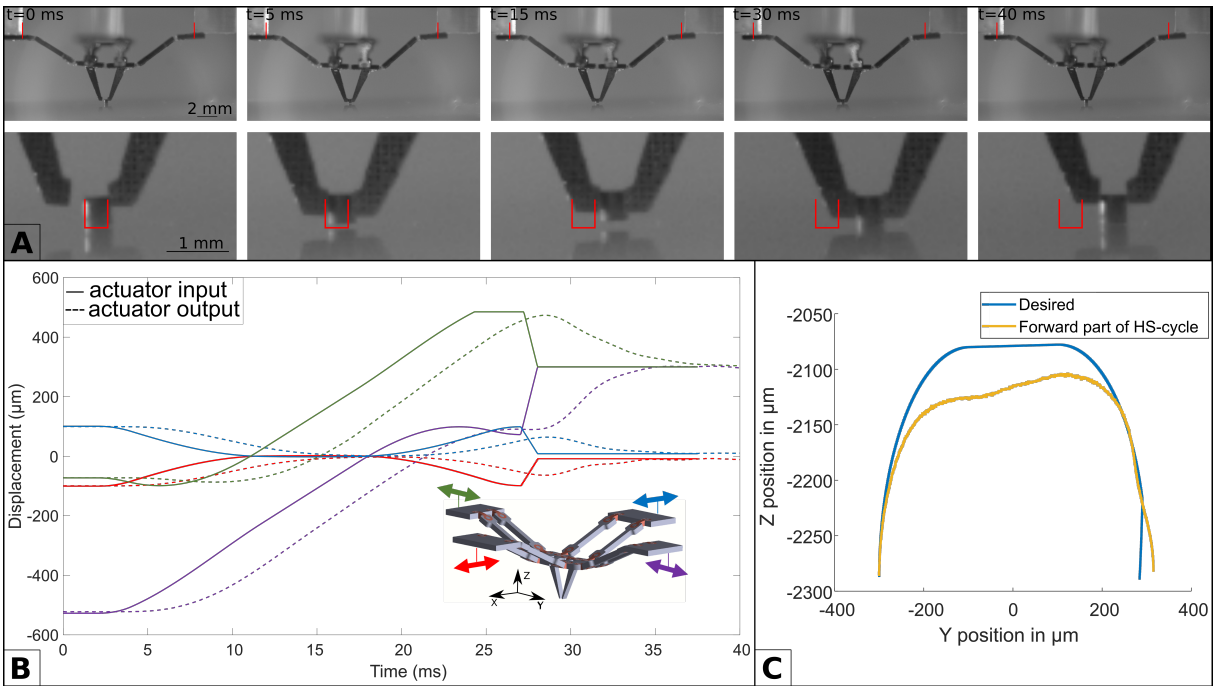 t=0 ms
t=5 ms
t=15 ms
t=30 ms
t=40 ms
2 mm
1 mm
A
600
400
200
0
-200
-400
-600
Displacement (µm)
actuator input
actuator output
Z
X
Y
0
5
10
15
20
25
30
35
40
Time (ms)
B
Desired
Forward part of HS-cycle
-2050
-2100
-2150
-2200
-2250
-2300
Z position in µm
-400
-200
0
200
400
Y position in µm
C